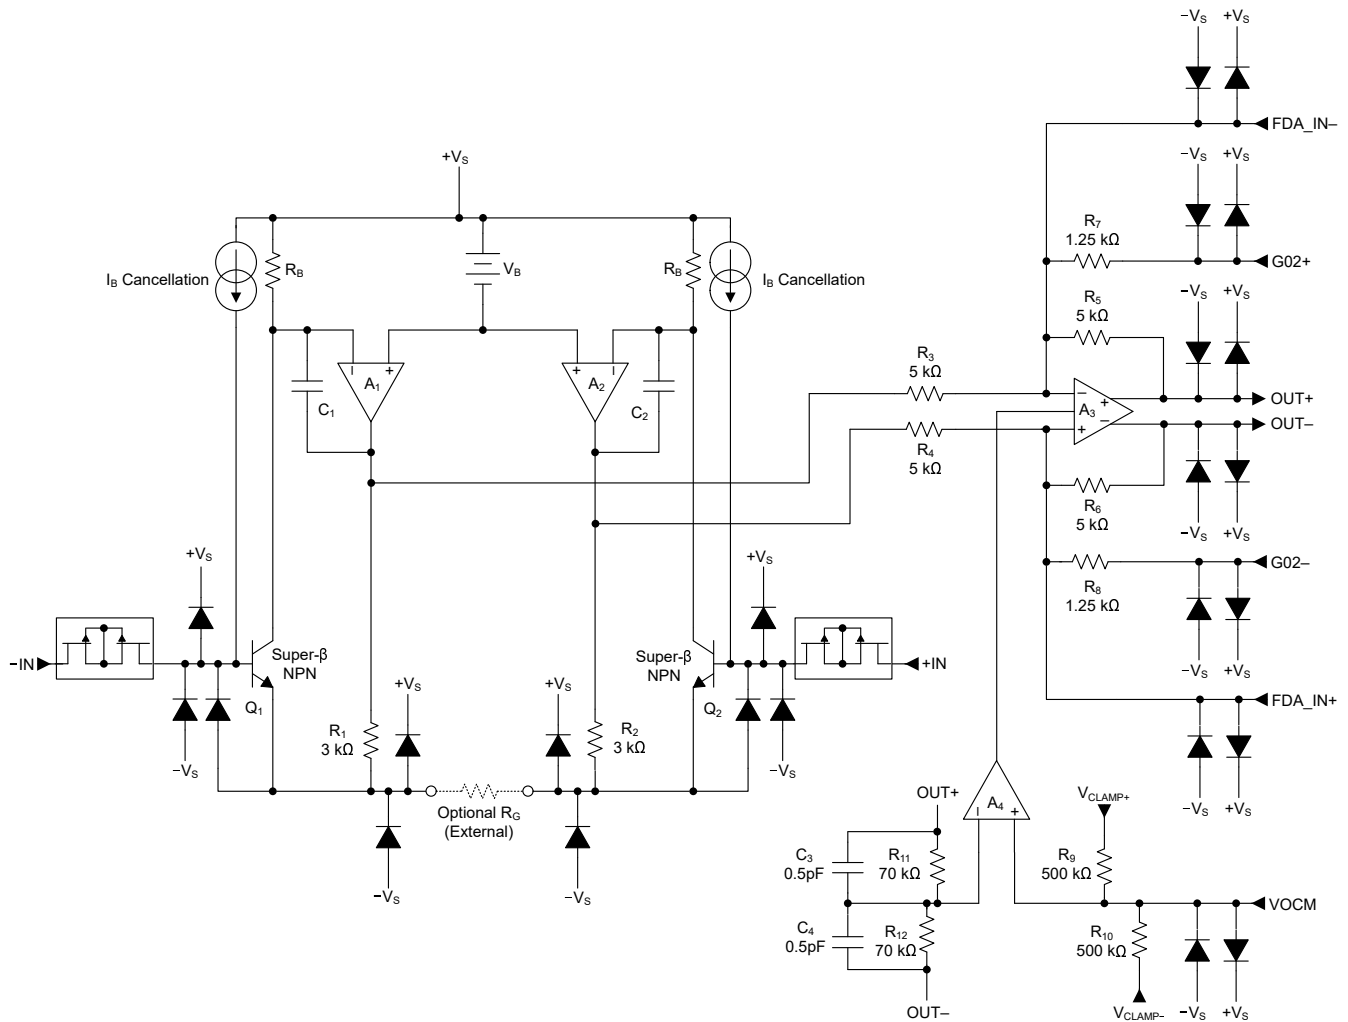 −VS +VS
FDA_IN−
−VS +VS
R7
1.25 kΩ
G02+
+VS
IB Cancellation
RB
VB
RB
IB Cancellation
−VS +VS
R5
5 kΩ
OUT+
R3
5 kΩ
− +
A1
C1
+ −
A2
C2
−
A3
+
−
+
OUT−
R4
5 kΩ
R6
5 kΩ
−VS +VS
G02−
R8
1.25 kΩ
+VS
+VS
−IN
Super-β
NPN
Q1
Super-β
NPN
Q2
+IN
−VS +VS
FDA_IN+
+VS
+VS
R1
3 kΩ
R2
3 kΩ
−VS
−VS
Optional RG
(External)
−VS
−VS
−VS +VS
OUT+
A4
− +
VCLAMP+
C3
0.5pF
R11
70 kΩ
R9
500 kΩ
VOCM
C4
0.5pF
R12
70 kΩ
R10
500 kΩ
OUT−
VCLAMP-
−VS +VS